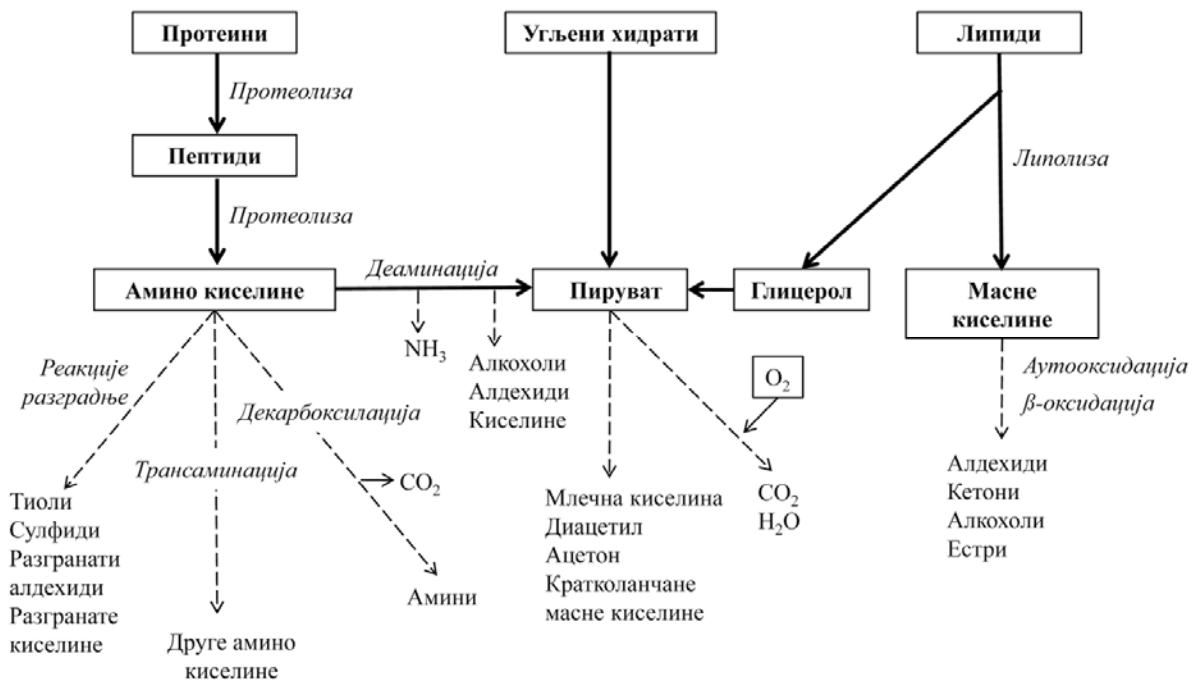 Протеини
Угљени хидрати
Липиди
Протеолиза
Пептиди
Липолиза
Протеолиза
Амино киселине
Деаминација
Пируват
Глицерол
Масне
киселине
NH3
Алкохоли
Алдехиди
Киселине
O2
Реакције
разградње
Декарбоксилација
Трансаминација
CO2
Аутооксидација
β-оксидација
Тиоли
Сулфиди
Разгранати
алдехиди
Разгранате
киселине
Друге амино
киселине
Амини
Млечна киселина
Диацетил
Ацетон
Кратколанчане
масне киселине
CO2
H2O
Алдехиди
Кетони
Алкохоли
Естри